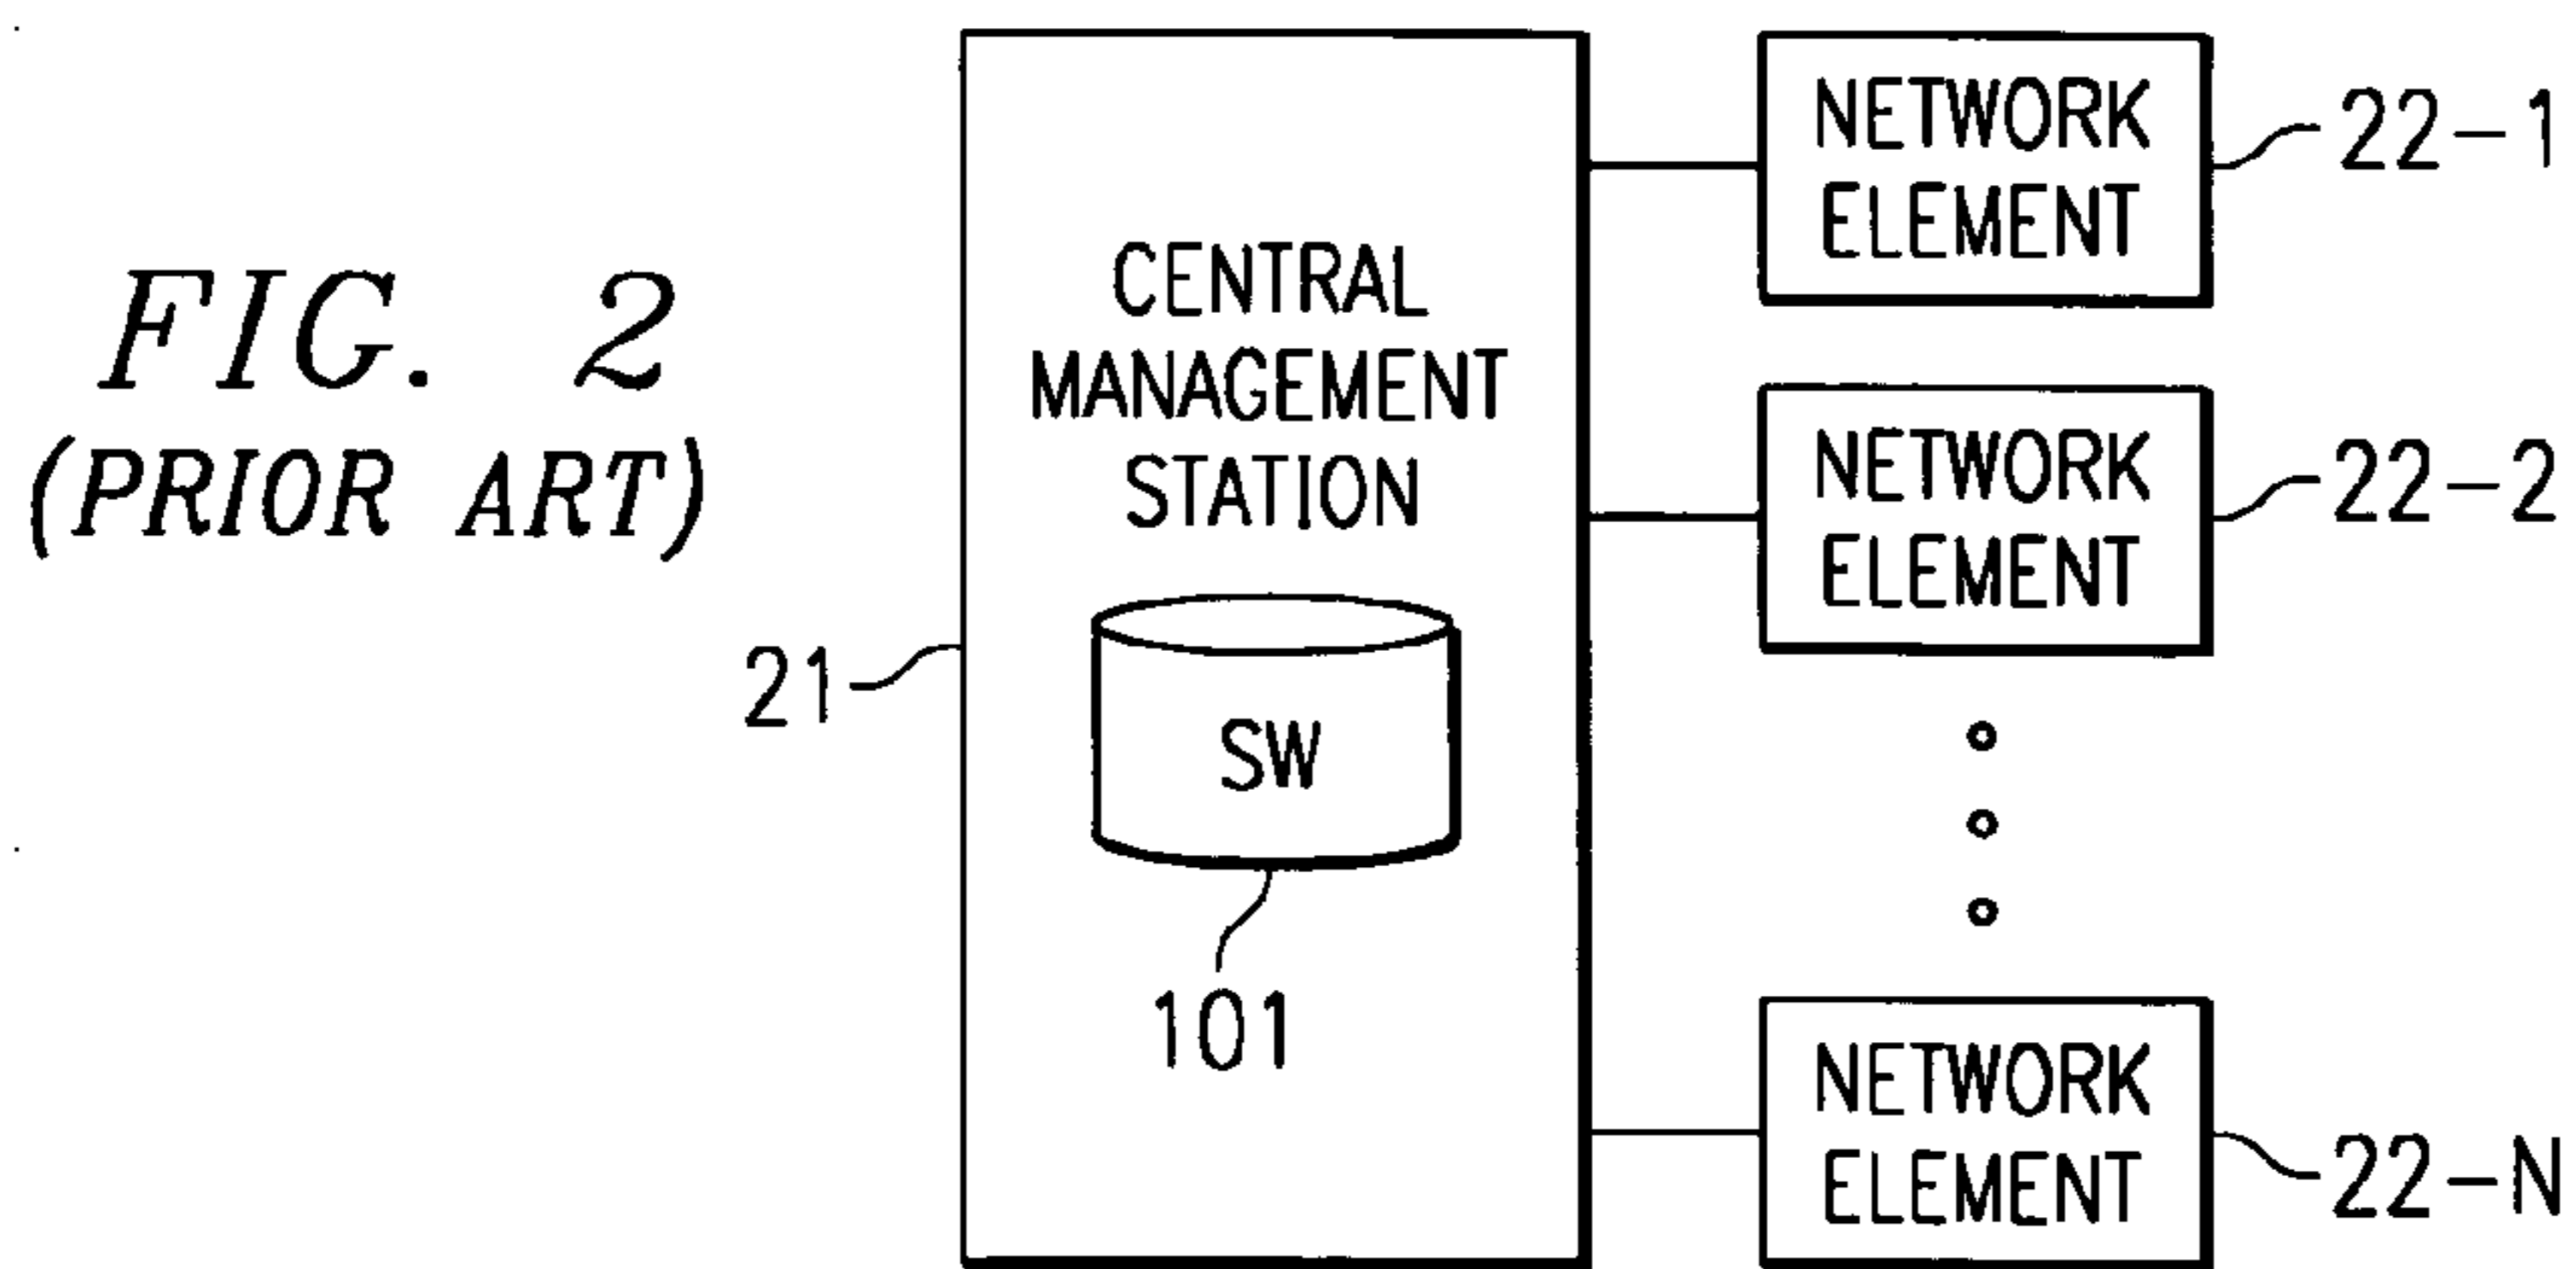 FIG. 2
(PRIOR ART)
CENTRAL
MANAGEMENT
STATION
SW
21
101
NETWORK
ELEMENT
22-1
NETWORK
ELEMENT
22-2
NETWORK
ELEMENT
22-N